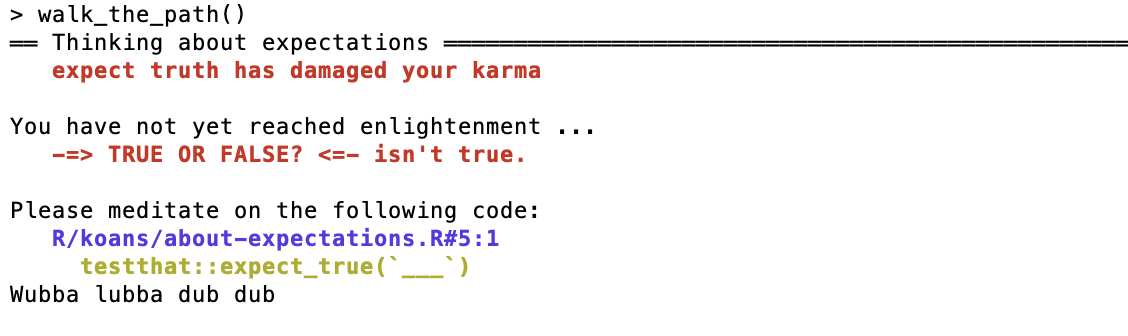 > walk_the_path()
══ Thinking about expectations ═════════════════════════════════════════════════
expect truth has damaged your karma
You have not yet reached enlightenment ...
-=> TRUE OR FALSE? <=- isn't true.
Please meditate on the following code:
R/koans/about-expectations.R#5:1
testthat::expect_true(`___`)
Wubba lubba dub dub